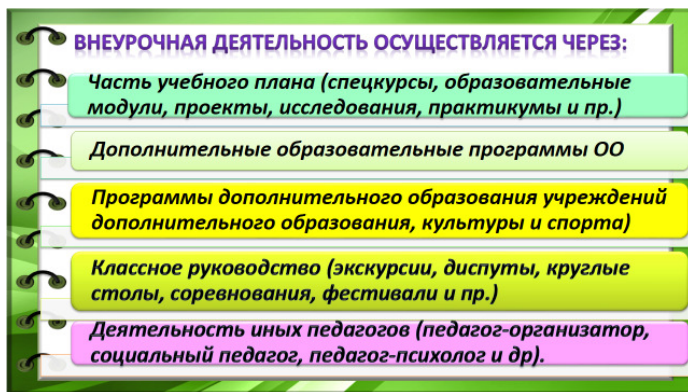 ВНЕУРОЧНАЯ ДЕЯТЕЛЬНОСТЬ ОСУЩЕСТВЛЯЕТСЯ ЧЕРЕЗ:
Часть учебного плана (спецкурсы, образовательные
модули, проекты, исследования, практикумы и пр.)
Дополнительные образовательные программы ОО
Программы дополнительного образования учреждений
дополнительного образования, культуры и спорта)
Классное руководство (экскурсии, диспуты, круглые
столы, соревнования, фестивали и пр.)
Деятельность иных педагогов (педагог-организатор,
социальный педагог, педагог-психолог и др).